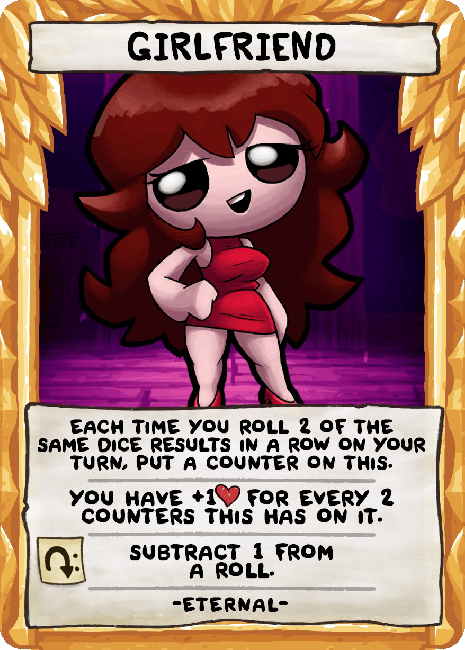 GIRLFRIEND
EACH TIME YOU ROLL 2 OF THE
SAME DICE RESULTS IN A ROW ON YOUR
TURN, PUT A COUNTER ON THIS.
YOU HAVE +1 FOR EVERY 2
COUNTERS THIS HAS ON IT.
SUBTRACT 1 FROM
A ROLL.
-ETERNAL-